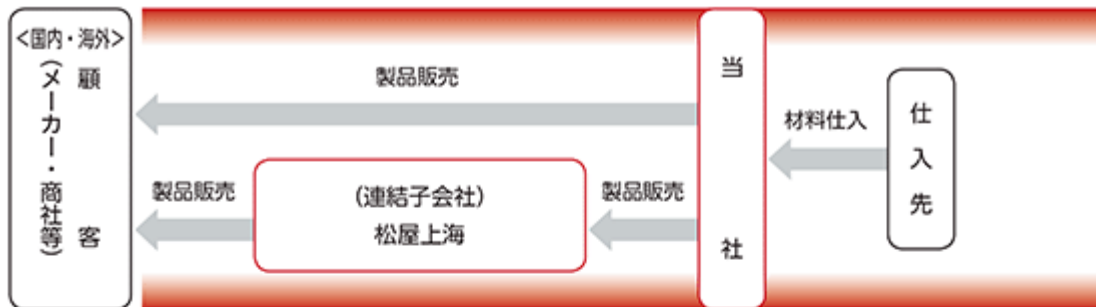 <国内・海外>
顧客
(メーカー・商社等)
製品販売
当社
材料仕入
仕入先
製品販売
(連結子会社)
松屋上海
製品販売